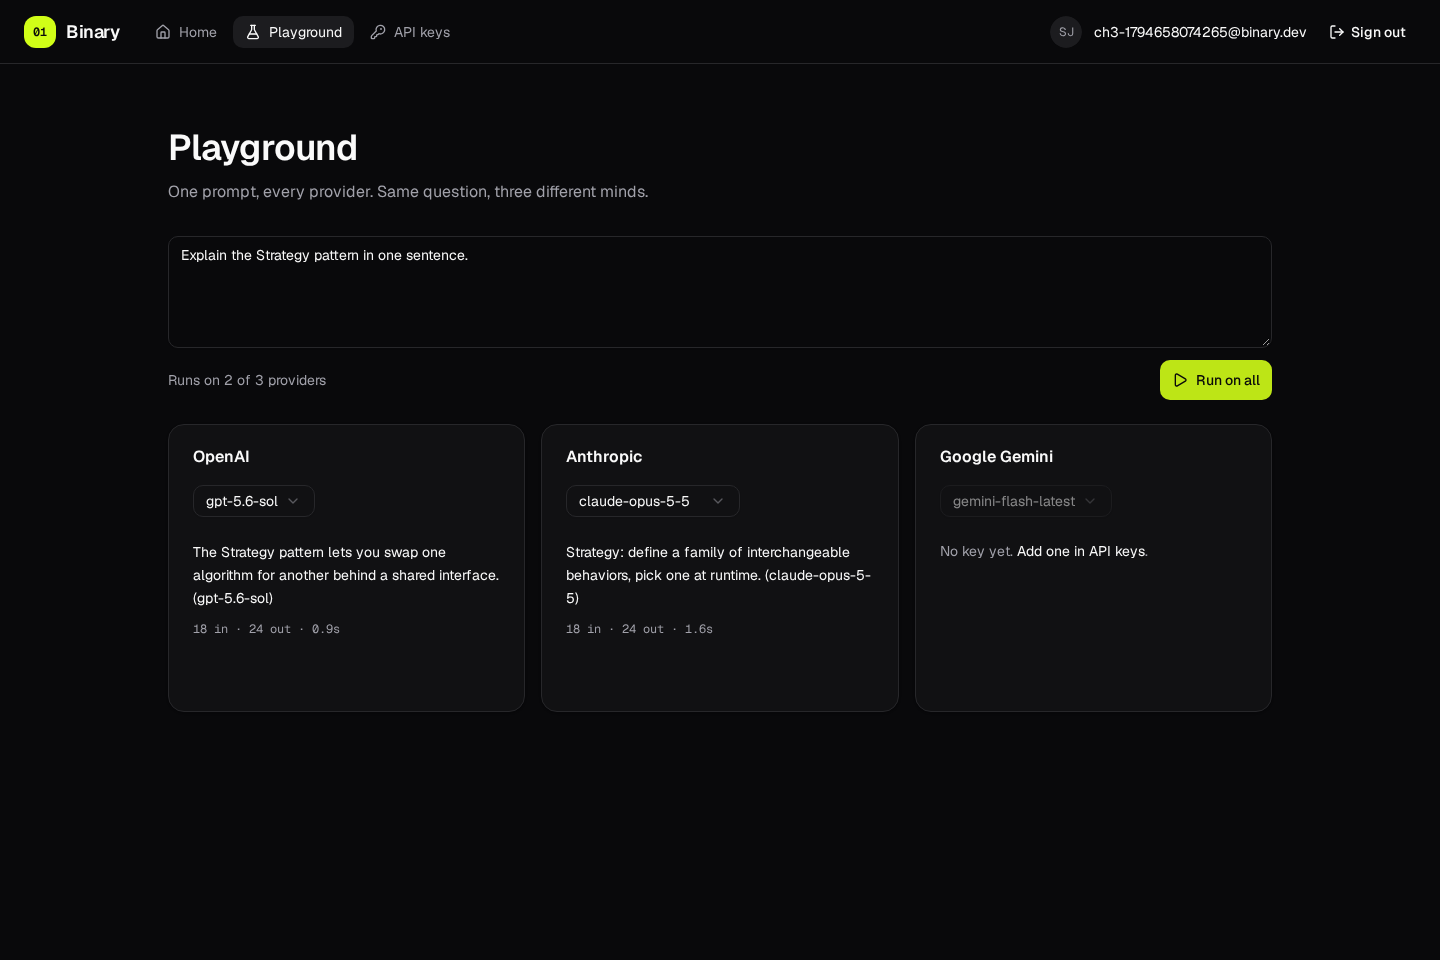 01 Binary Home Playground API keys SJ ch3-1794658074265@binary.dev Sign out
Playground
One prompt, every provider. Same question, three different minds.
Explain the Strategy pattern in one sentence.
Runs on 2 of 3 providers Run on all
OpenAI
gpt-5.6-sol
The Strategy pattern lets you swap one
algorithm for another behind a shared interface.
(gpt-5.6-sol)
18 in · 24 out · 0.9s
Anthropic
claude-opus-5-5
Strategy: define a family of interchangeable
behaviors, pick one at runtime. (claude-opus-5-
5)
18 in · 24 out · 1.6s
Google Gemini
gemini-flash-latest
No key yet. Add one in API keys.